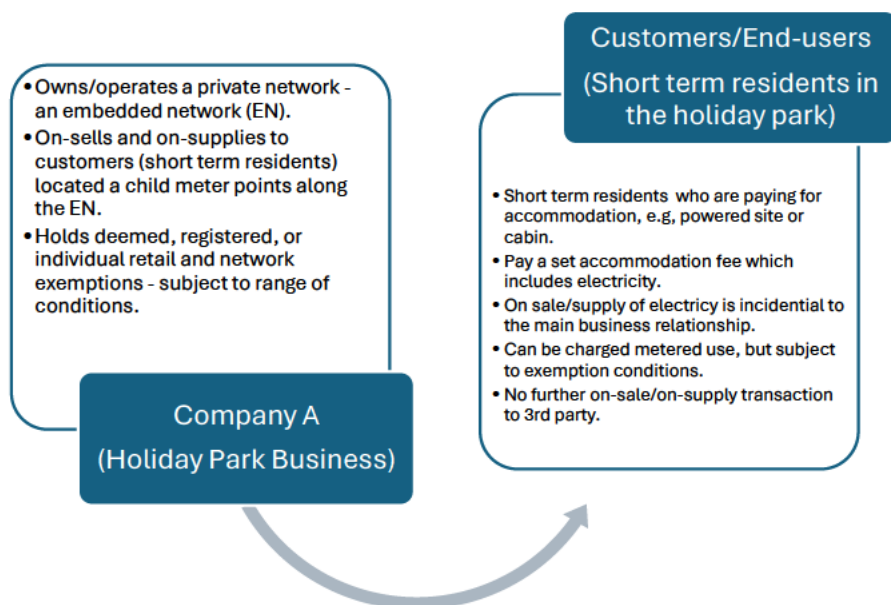 • Owns/operates a private network -
an embedded network (EN).
• On-sells and on-supplies to
customers (short term residents)
located a child meter points along
the EN.
• Holds deemed, registered, or
individual retail and network
exemptions - subject to range of
conditions.
Company A
(Holiday Park Business)
Customers/End-users
(Short term residents in
the holiday park)
• Short term residents who are paying for
accommodation, e.g, powered site or
cabin.
• Pay a set accommodation fee which
includes electricity.
• On sale/supply of electricy is incidential to
the main business relationship.
• Can be charged metered use, but subject
to exemption conditions.
• No further on-sale/on-supply transaction
to 3rd party.